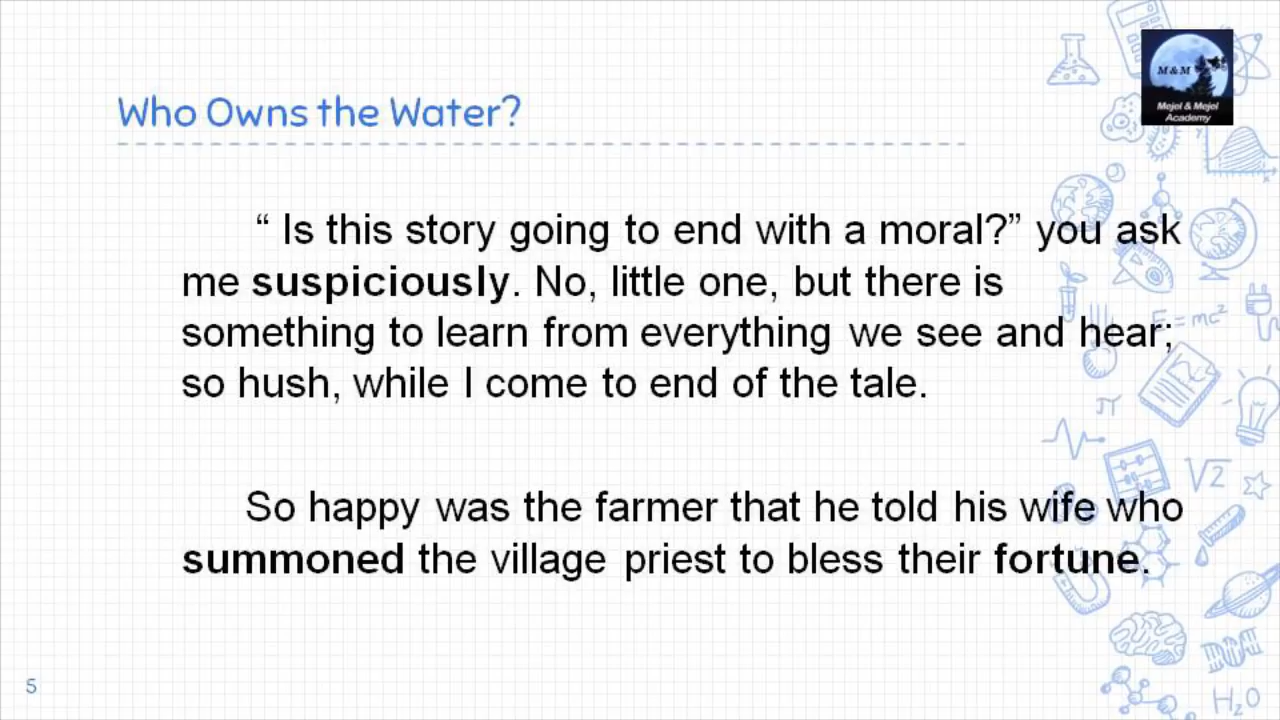 M & M
Mejel & Mejel
Academy
Who Owns the Water?
“ Is this story going to end with a moral?” you ask
me suspiciously. No, little one, but there is
something to learn from everything we see and hear;
so hush, while I come to end of the tale.
So happy was the farmer that he told his wife who
summoned the village priest to bless their fortune.
E=mc²
π
√2
H₂O
5